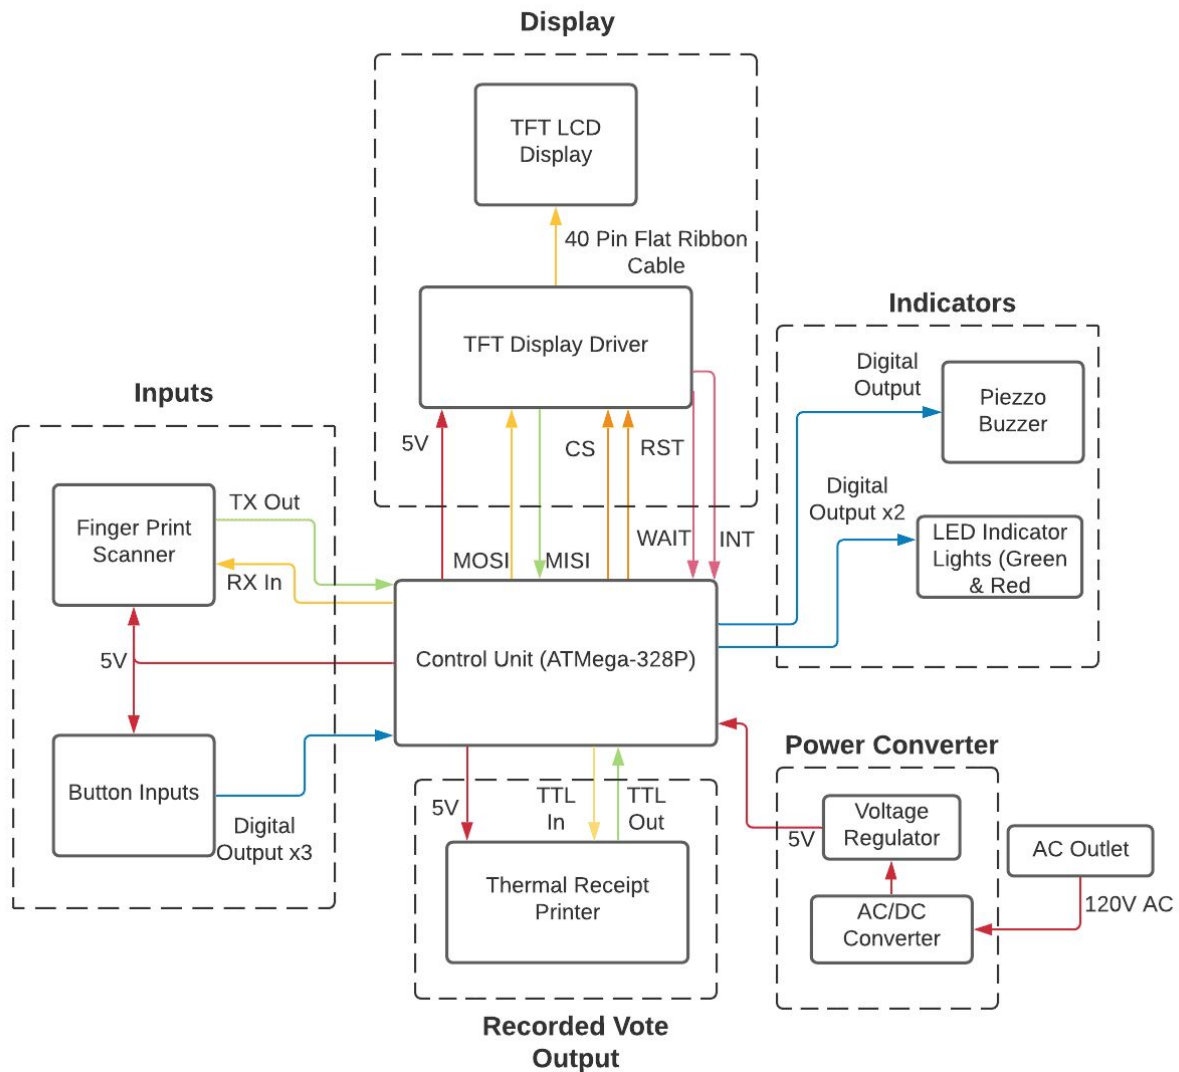 Display
TFT LCD
Display
40 Pin Flat Ribbon
Cable
TFT Display Driver
5V
CS
RST
MOSI
MISI
WAIT
INT
Indicators
Digital
Output
Piezzo
Buzzer
Digital
Output x2
LED Indicator
Lights (Green
& Red
Inputs
Finger Print
Scanner
TX Out
RX In
5V
Button Inputs
Digital
Output x3
Control Unit (ATMega-328P)
5V
TTL
In
TTL
Out
Thermal Receipt
Printer
Recorded Vote
Output
Power Converter
Voltage
Regulator
5V
AC/DC
Converter
AC Outlet
120V AC